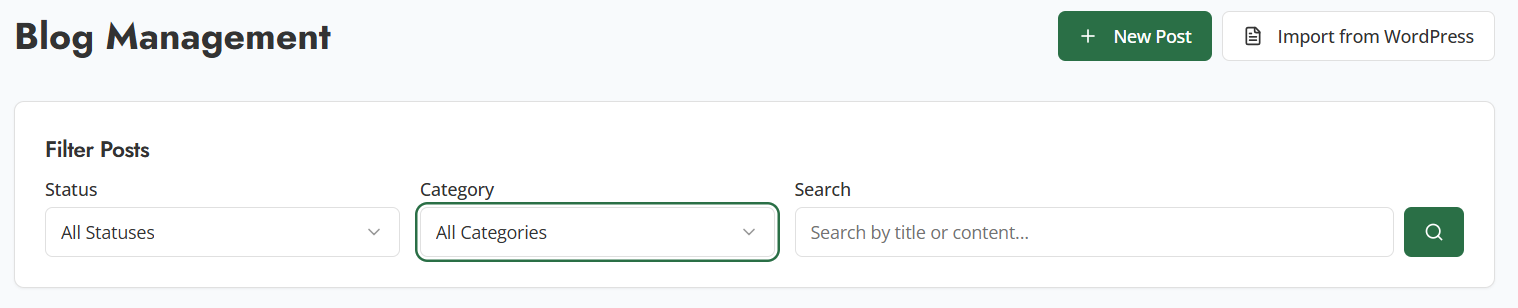 Blog Management
New Post
Import from WordPress
Filter Posts
Status
Category
Search
All Statuses
All Categories
Search by title or content...